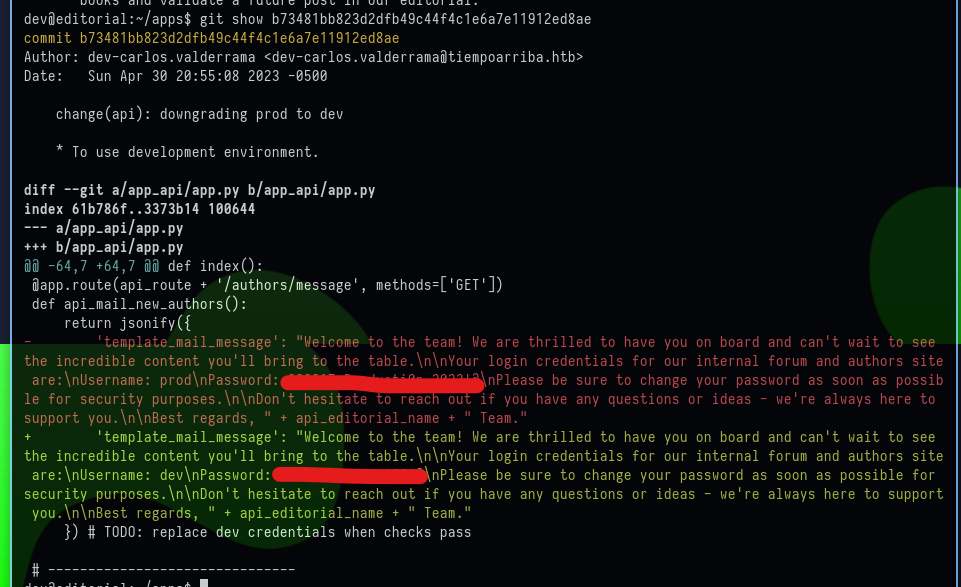 books and validate a future post in our editorial.
dev@editorial:~/apps$ git show b73481bb823d2dfb49c44f4c1e6a7e11912ed8ae
commit b73481bb823d2dfb49c44f4c1e6a7e11912ed8ae
Author: dev-carlos.valderrama <dev-carlos.valderrama@tiempoarriba.htb>
Date:   Sun Apr 30 20:55:08 2023 -0500
    change(api): downgrading prod to dev
    * To use development environment.
diff --git a/app_api/app.py b/app_api/app.py
index 61b786f..3373b14 100644
--- a/app_api/app.py
+++ b/app_api/app.py
@@ -64,7 +64,7 @@ def index():
 @app.route(api_route + '/authors/message', methods=['GET'])
 def api_mail_new_authors():
     return jsonify({
-        'template_mail_message': "Welcome to the team! We are thrilled to have you on board and can't wait to see
the incredible content you'll bring to the table.\n\nYour login credentials for our internal forum and authors site
 are:\nUsername: prod\nPassword: \nPlease be sure to change your password as soon as possib
le for security purposes.\n\nDon't hesitate to reach out if you have any questions or ideas - we're always here to
support you.\n\nBest regards, " + api_editorial_name + " Team."
+        'template_mail_message': "Welcome to the team! We are thrilled to have you on board and can't wait to see
the incredible content you'll bring to the table.\n\nYour login credentials for our internal forum and authors site
 are:\nUsername: dev\nPassword: \nPlease be sure to change your password as soon as possible for
security purposes.\n\nDon't hesitate to reach out if you have any questions or ideas - we're always here to support
 you.\n\nBest regards, " + api_editorial_name + " Team."
     }) # TODO: replace dev credentials when checks pass
 # -------------------------------
dev@editorial:~/apps$